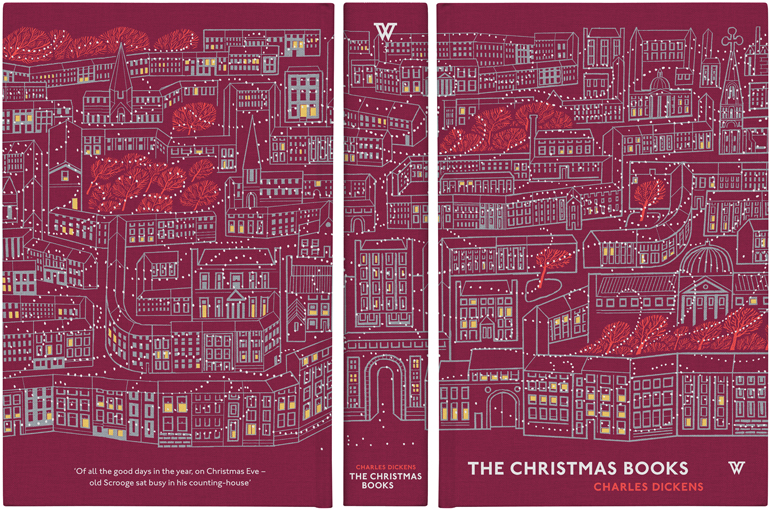 'Of all the good days in the year, on Christmas Eve –
old Scrooge sat busy in his counting-house'
W
CHARLES DICKENS
THE CHRISTMAS
BOOKS
THE CHRISTMAS BOOKS
W
CHARLES DICKENS